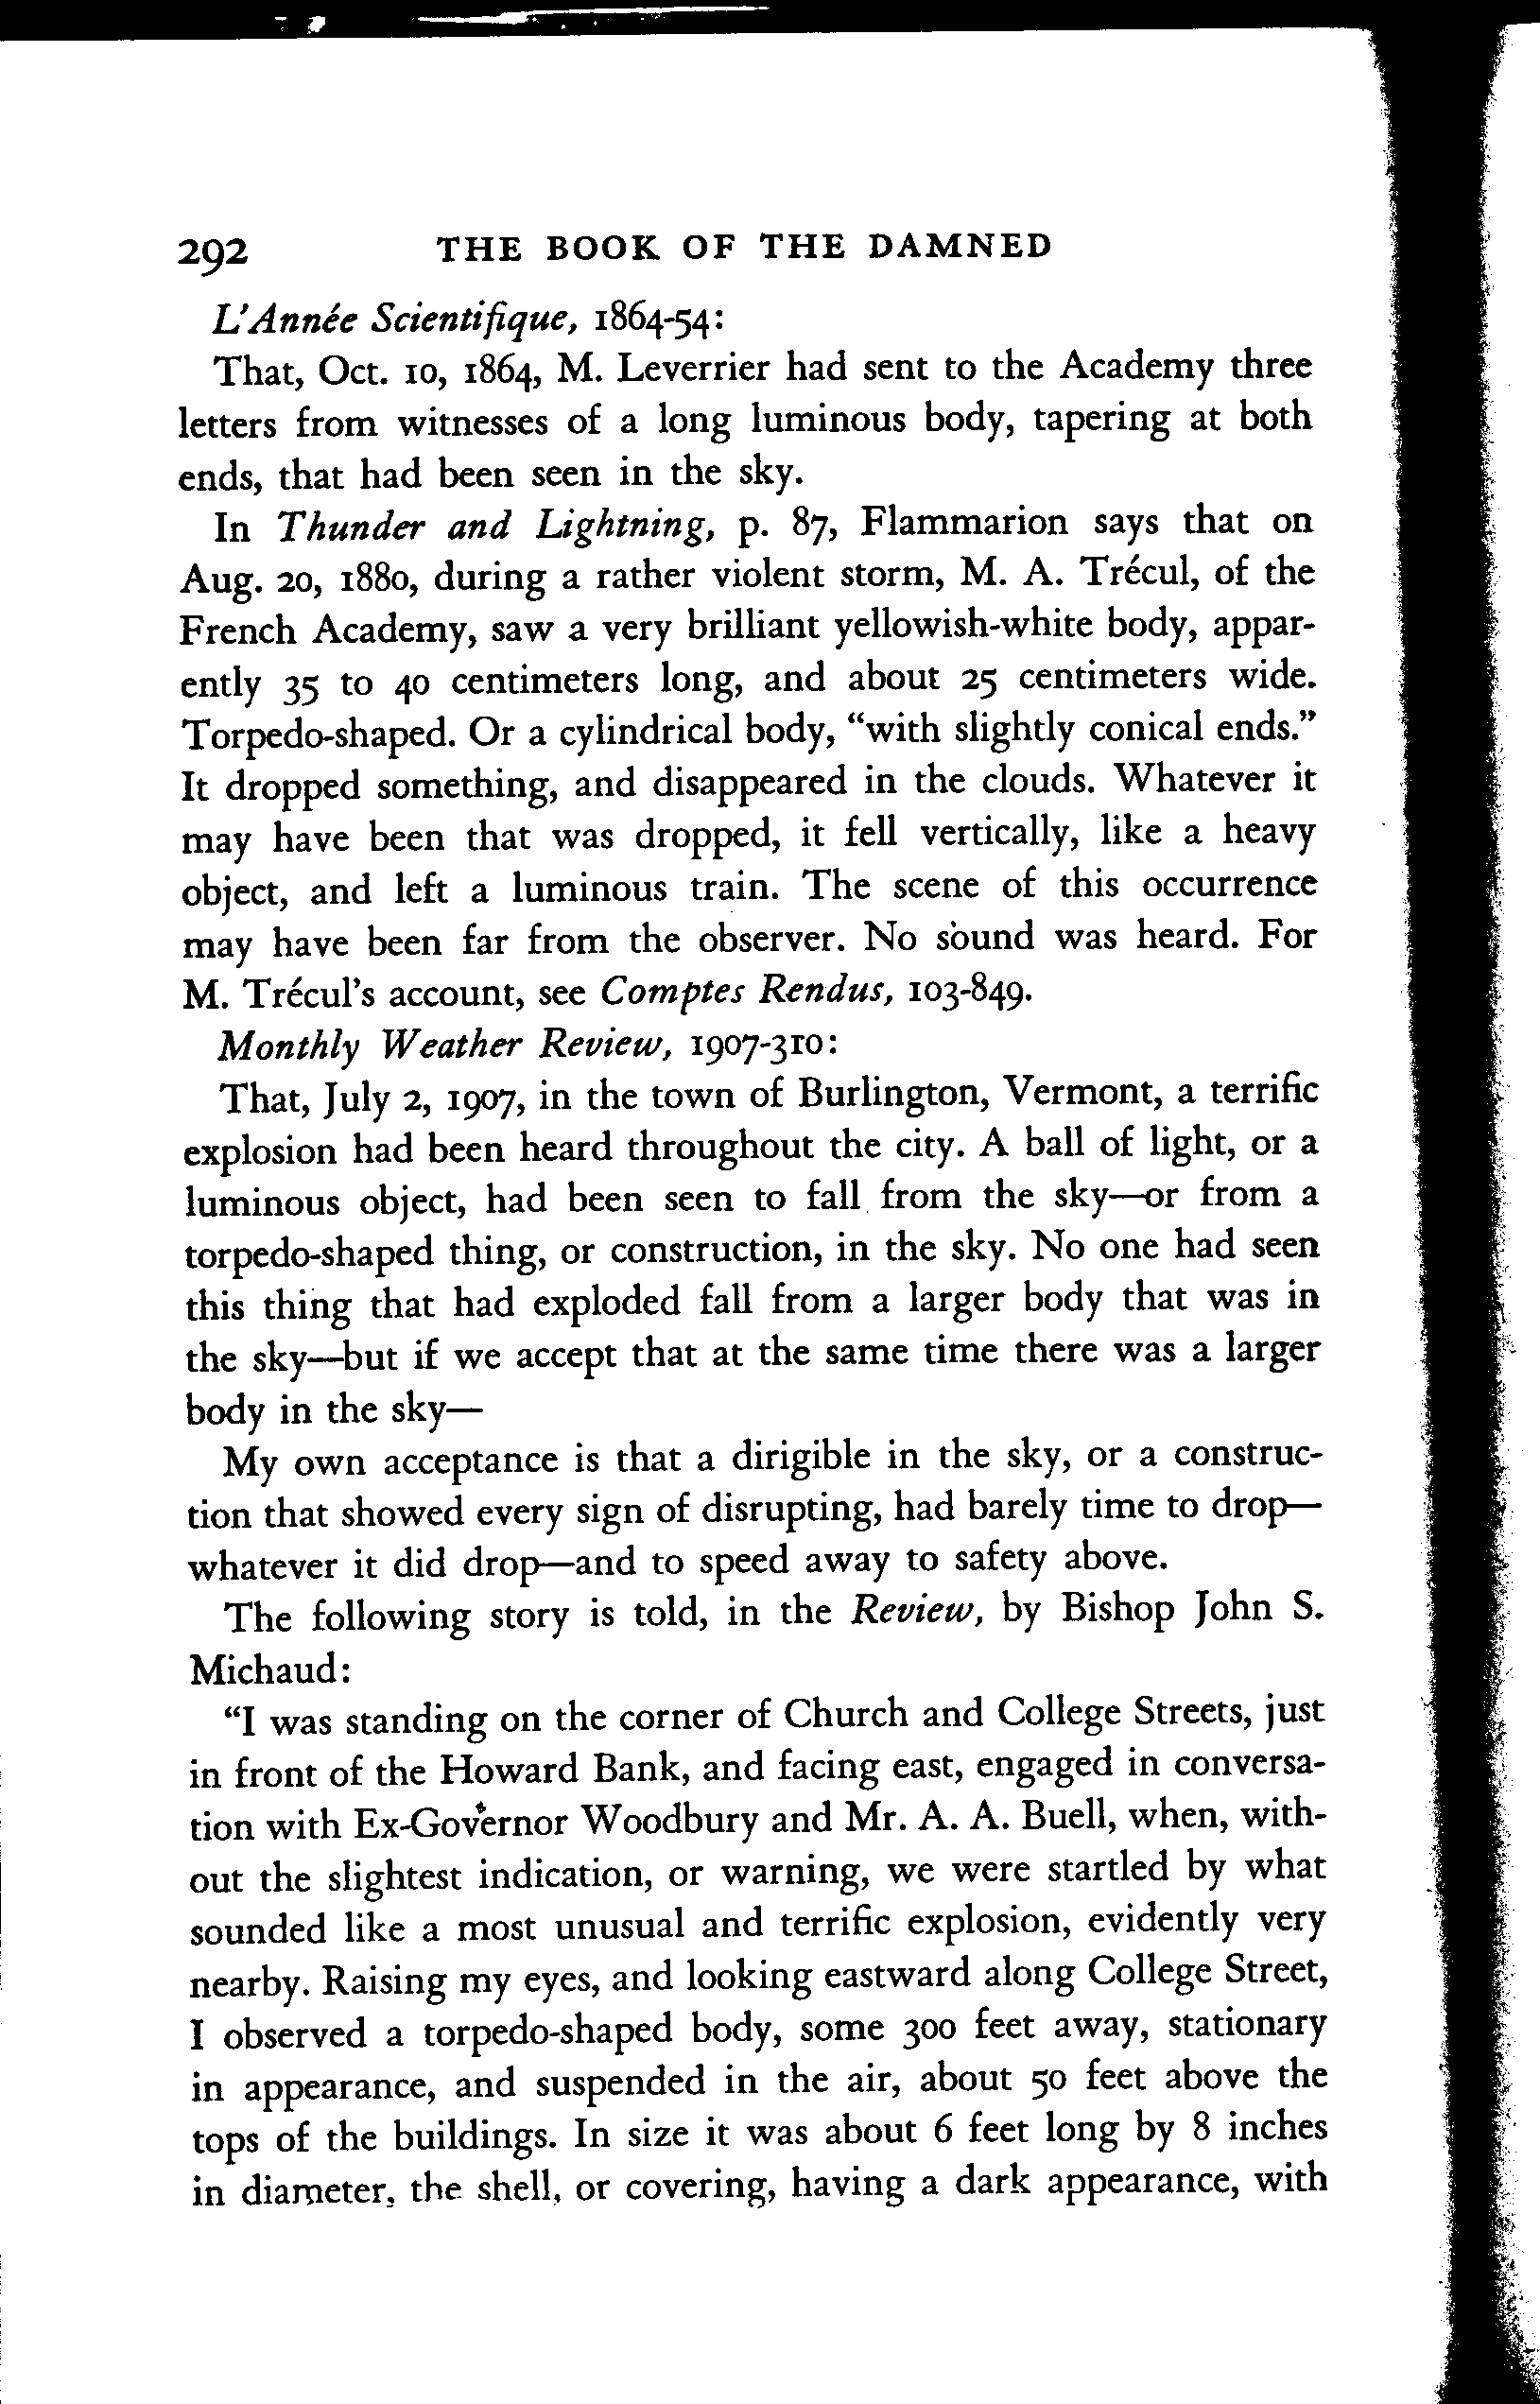 292 THE BOOK OF THE DAMNED
L'Année Scientifique, 1864-54:
That, Oct. 10, 1864, M. Leverrier had sent to the Academy three
letters from witnesses of a long luminous body, tapering at both
ends, that had been seen in the sky.
In Thunder and Lightning, p. 87, Flammarion says that on
Aug. 20, 1880, during a rather violent storm, M. A. Trécul, of the
French Academy, saw a very brilliant yellowish-white body, appar-
ently 35 to 40 centimeters long, and about 25 centimeters wide.
Torpedo-shaped. Or a cylindrical body, "with slightly conical ends."
It dropped something, and disappeared in the clouds. Whatever it
may have been that was dropped, it fell vertically, like a heavy
object, and left a luminous train. The scene of this occurrence
may have been far from the observer. No sound was heard. For
M. Trécul's account, see Comptes Rendus, 103-849.
Monthly Weather Review, 1907-310:
That, July 2, 1907, in the town of Burlington, Vermont, a terrific
explosion had been heard throughout the city. A ball of light, or a
luminous object, had been seen to fall from the sky—or from a
torpedo-shaped thing, or construction, in the sky. No one had seen
this thing that had exploded fall from a larger body that was in
the sky—but if we accept that at the same time there was a larger
body in the sky—
My own acceptance is that a dirigible in the sky, or a construc-
tion that showed every sign of disrupting, had barely time to drop—
whatever it did drop—and to speed away to safety above.
The following story is told, in the Review, by Bishop John S.
Michaud:
"I was standing on the corner of Church and College Streets, just
in front of the Howard Bank, and facing east, engaged in conversa-
tion with Ex-Governor Woodbury and Mr. A. A. Buell, when, with-
out the slightest indication, or warning, we were startled by what
sounded like a most unusual and terrific explosion, evidently very
nearby. Raising my eyes, and looking eastward along College Street,
I observed a torpedo-shaped body, some 300 feet away, stationary
in appearance, and suspended in the air, about 50 feet above the
tops of the buildings. In size it was about 6 feet long by 8 inches
in diameter, the shell, or covering, having a dark appearance, with